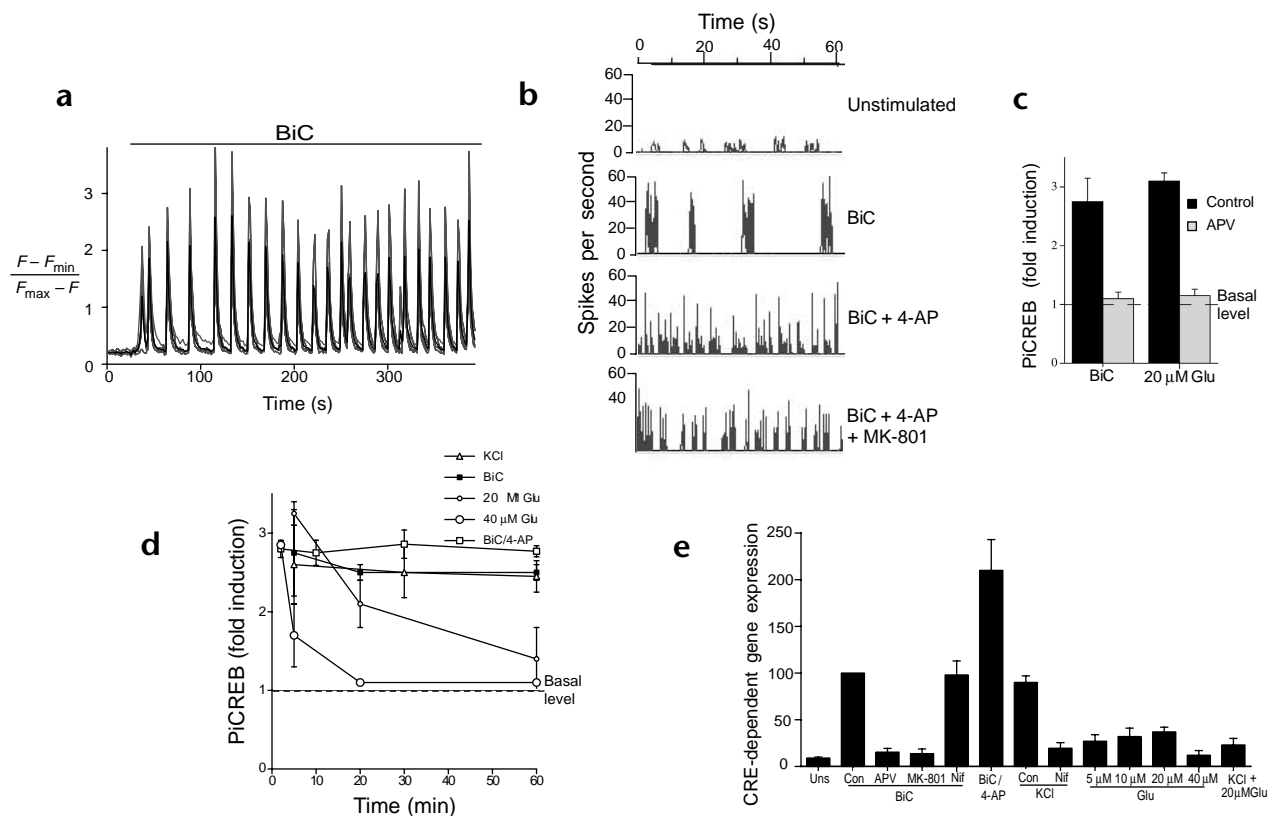 a
BiC
3
2
1
0
F – Fmin
Fmax – F
0
100
200
300
Time (s)
b
Time (s)
0 20 40 60
Spikes per second
60
40
20
0
Unstimulated
60
40
20
0
BiC
60
40
20
0
BiC + 4-AP
60
40
BiC + 4-AP
+ MK-801
c
PiCREB (fold induction)
3
2
1
0
Control
APV
Basal
level
BiC
20 µM Glu
d
KCl
BiC
20 MI Glu
40 µM Glu
BiC/4-AP
PiCREB (fold induction)
3
2
1
0
Basal
level
0 10 20 30 40 50 60
Time (min)
e
CRE-dependent gene expression
250
200
150
100
50
0
Uns Con APV MK-801 Nif BiC/ Con Nif 5 µM 10 µM 20 µM 40 µM KCl +
4-AP 20µMGlu
BiC KCl Glu